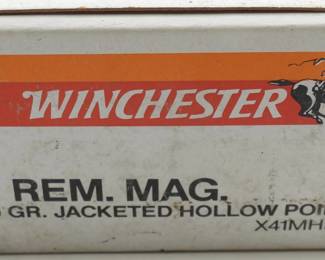 WINCHESTER
REM. MAG.
GR. JACKETED HOLLOW POI
X41MH